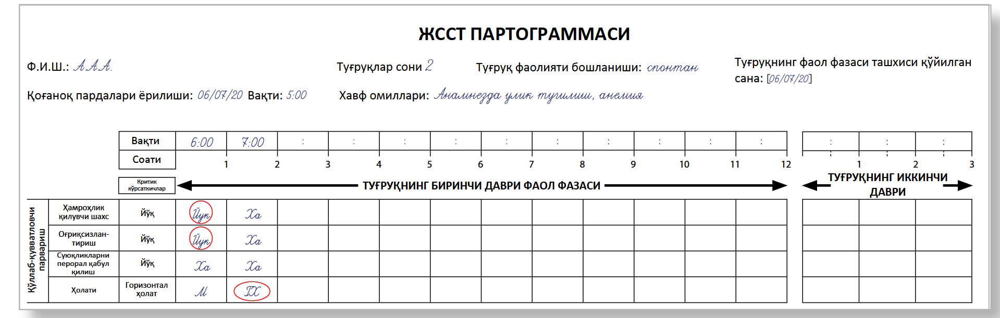 ЖССТ ПАРТОГРАММАСИ
Ф.И.Ш.: А.А.А. Туғруқлар сони 2 Туғруқ фаолияти бошланиши: спонтан Туғруқнинг фаол фазаси ташхиси қўйилган
сана: [06/07/20]
Қоғаноқ пардалари ёрилиши: 06/07/20 Вақти: 5:00 Хавф омиллари: Анамнезда улик тугилиш, анемия
Вақти 6:00 7:00 : : : : : : : : : : : : :
Соати 1 2 3 4 5 6 7 8 9 10 11 12 1 2 3
Критик
кўрсаткичлар
ТУҒРУҚНИНГ БИРИНЧИ ДАВРИ ФАОЛ ФАЗАСИ
ТУҒРУҚНИНГ ИККИНЧИ
ДАВРИ
Қўллаб-қувватловчи
парвариш
Ҳамроҳлик
қилувчи шахс
Йўқ Йук Ха
Оғриқсизлан-
тириш
Йўқ Йук Ха
Суюқликларни
перорал қабул
қилиш
Йўқ Ха Ха
Ҳолати
Горизонтал
ҳолат
М ГХ